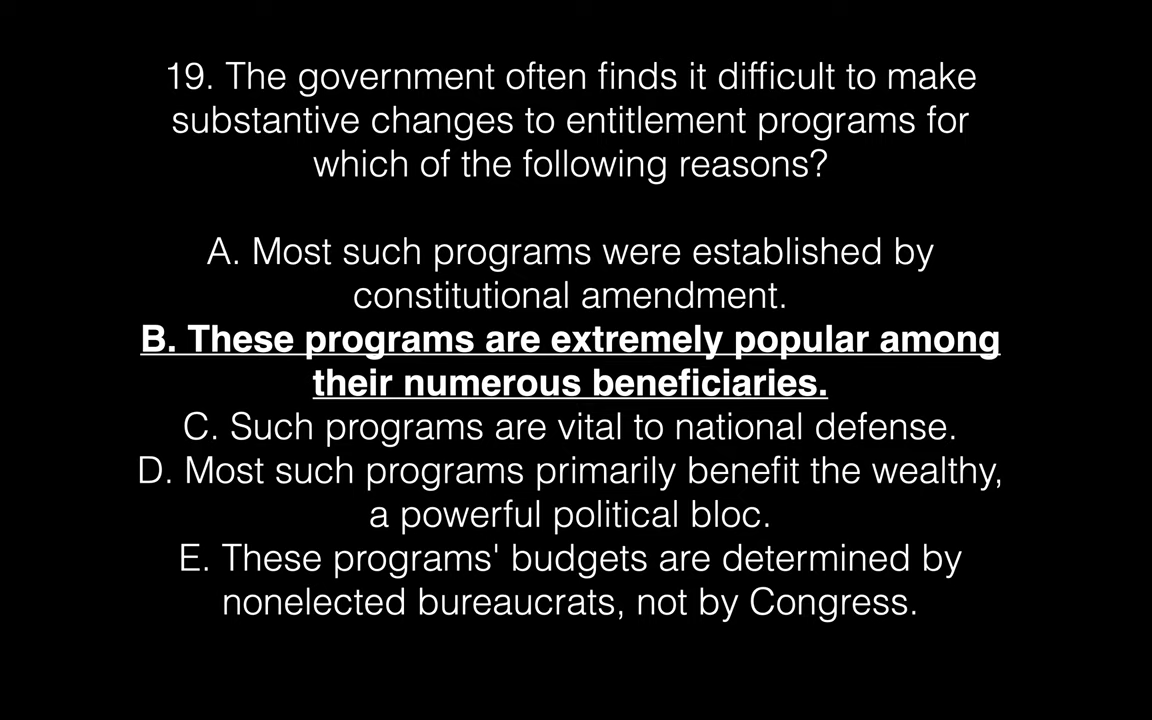 19. The government often finds it difficult to make
substantive changes to entitlement programs for
which of the following reasons?
A. Most such programs were established by
constitutional amendment.
B. These programs are extremely popular among
their numerous beneficiaries.
C. Such programs are vital to national defense.
D. Most such programs primarily benefit the wealthy,
a powerful political bloc.
E. These programs' budgets are determined by
nonelected bureaucrats, not by Congress.